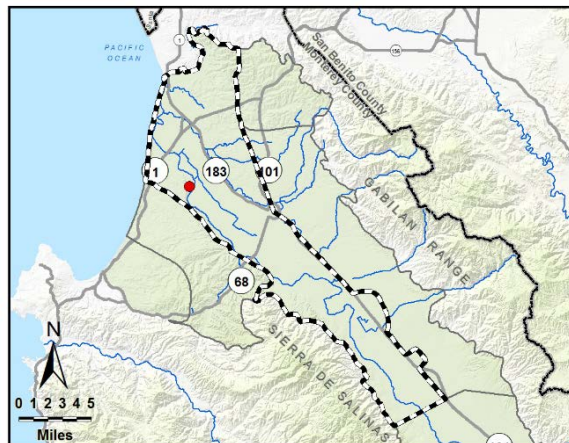 1
PACIFIC
OCEAN
156
San Benito County
Monterey County
1
183
101
GABILAN RANGE
68
SIERRA DE SALINAS
N
0 1 2 3 4 5
Miles